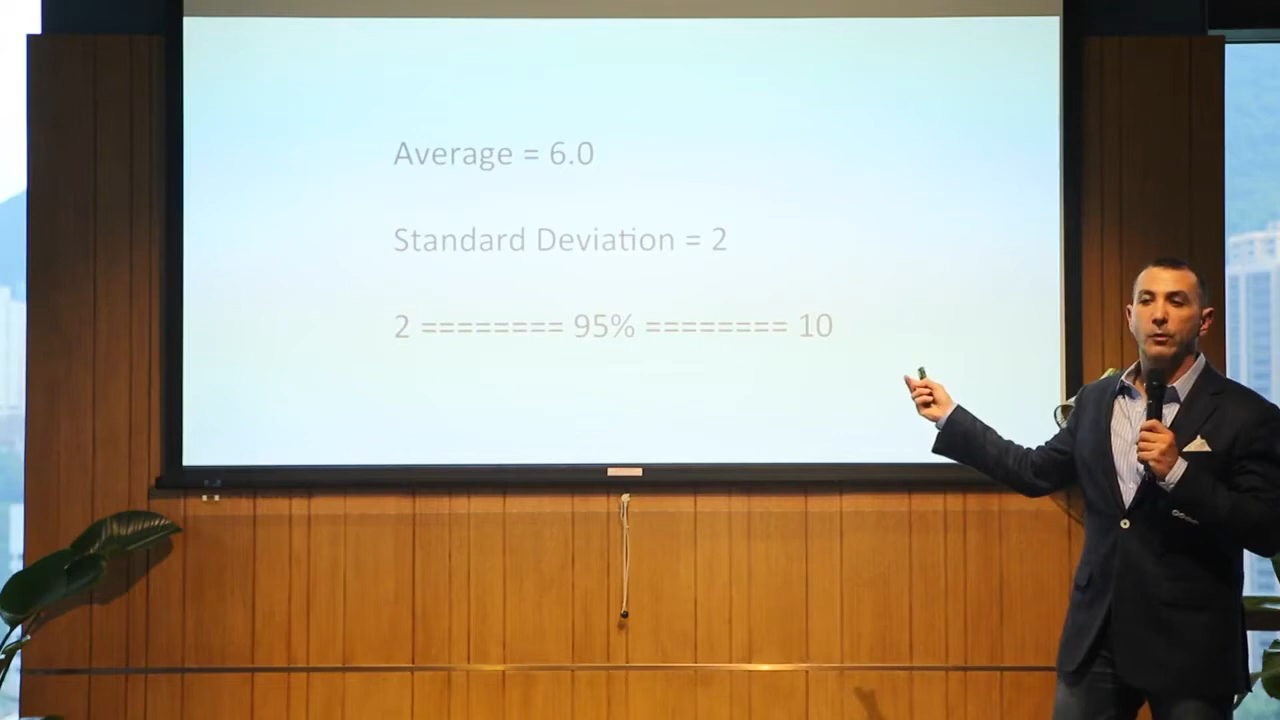 Average = 6.0
Standard Deviation = 2
2 ======== 95% ======== 10